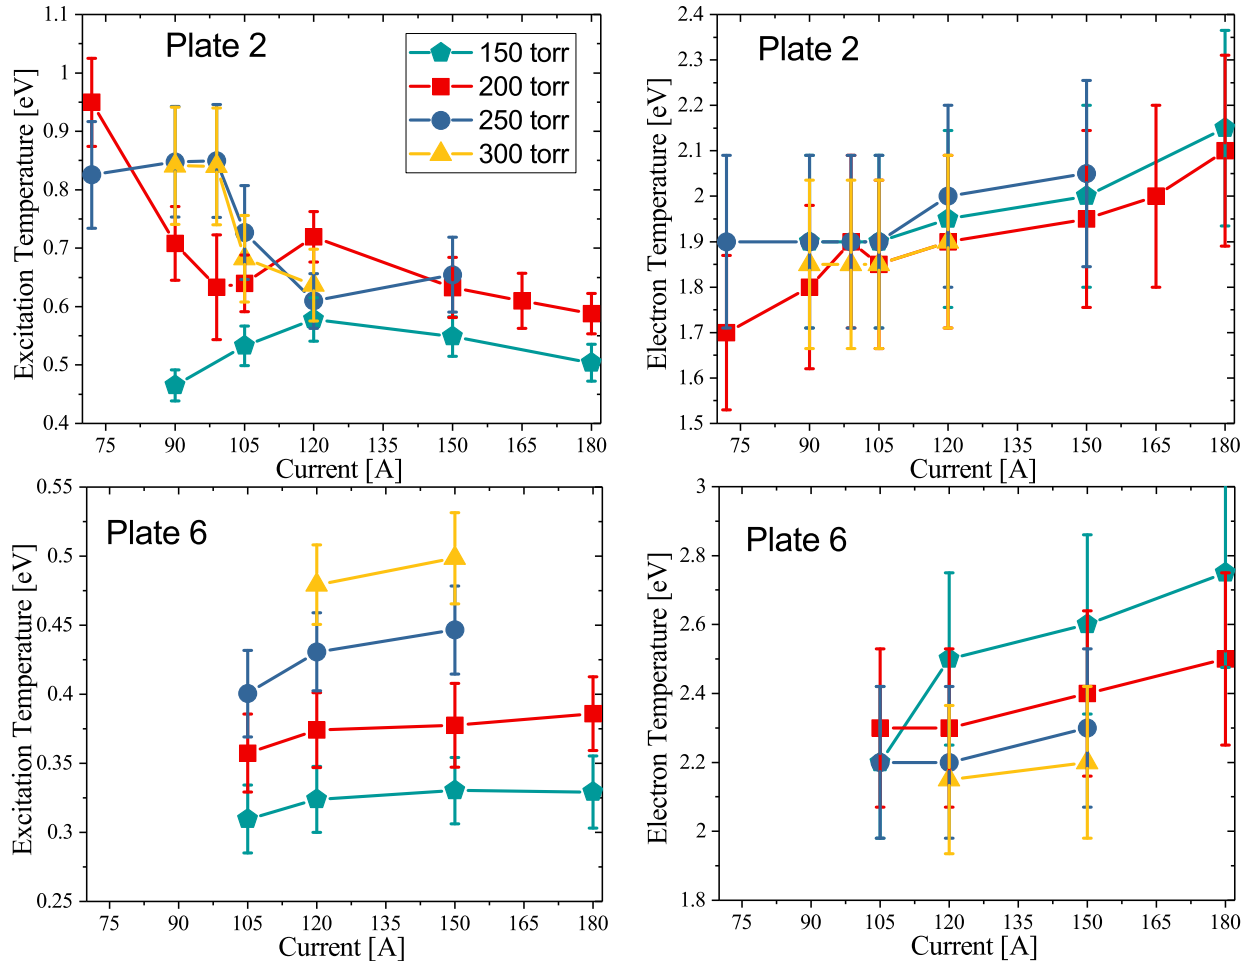 Plate 2
150 torr
200 torr
250 torr
300 torr
Excitation Temperature [eV]
1.1
1
0.9
0.8
0.7
0.6
0.5
0.4
75 90 105 120 135 150 165 180
Current [A]
Plate 2
Electron Temperature [eV]
2.4
2.3
2.2
2.1
2
1.9
1.8
1.7
1.6
1.5
75 90 105 120 135 150 165 180
Current [A]
Plate 6
Excitation Temperature [eV]
0.55
0.5
0.45
0.4
0.35
0.3
0.25
75 90 105 120 135 150 165 180
Current [A]
Plate 6
Electron Temperature [eV]
3
2.8
2.6
2.4
2.2
2
1.8
75 90 105 120 135 150 165 180
Current [A]